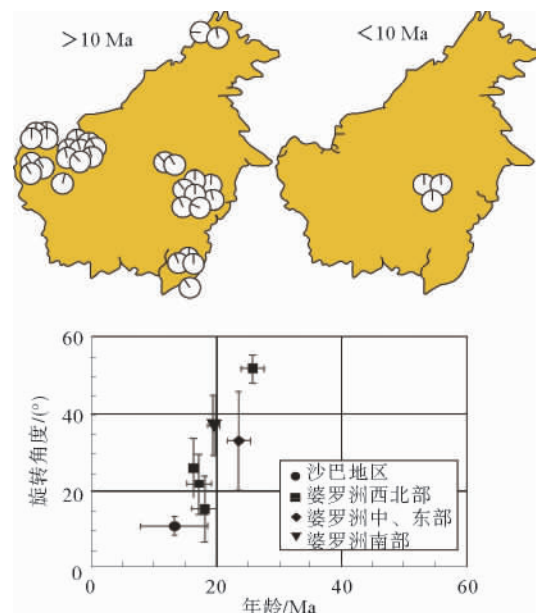 >10 Ma
<10 Ma
60
40
20
0
旋转角度/(°)
沙巴地区
婆罗洲西北部
婆罗洲中、东部
婆罗洲南部
0
20
40
60
年龄/Ma